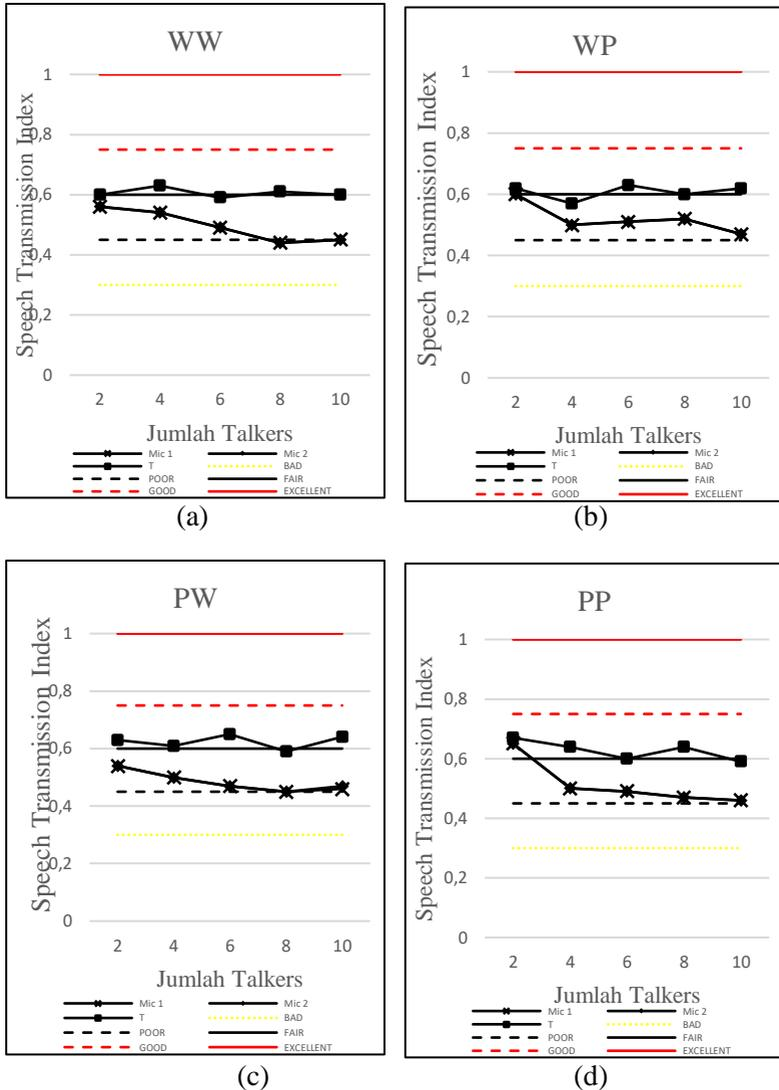 WW
Speech Transmission Index
1
0,8
0,6
0,4
0,2
0
2 4 6 8 10
Jumlah Talkers
Mic 1 Mic 2
T BAD
POOR FAIR
GOOD EXCELLENT
(a)
WP
Speech Transmission Index
1
0,8
0,6
0,4
0,2
0
2 4 6 8 10
Jumlah Talkers
Mic 1 Mic 2
T BAD
POOR FAIR
GOOD EXCELLENT
(b)
PW
Speech Transmission Index
1
0,8
0,6
0,4
0,2
0
2 4 6 8 10
Jumlah Talkers
Mic 1 Mic 2
T BAD
POOR FAIR
GOOD EXCELLENT
(c)
PP
Speech Transmission Index
1
0,8
0,6
0,4
0,2
0
2 4 6 8 10
Jumlah Talkers
Mic 1 Mic 2
T BAD
POOR FAIR
GOOD EXCELLENT
(d)